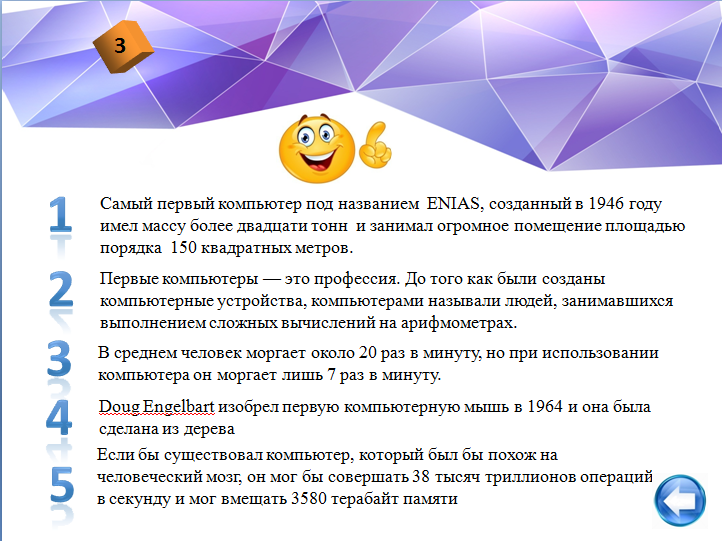 3
1 Самый первый компьютер под названием ENIAS, созданный в 1946 году
имел массу более двадцати тонн и занимал огромное помещение площадью
порядка 150 квадратных метров.
2 Первые компьютеры — это профессия. До того как были созданы
компьютерные устройства, компьютерами называли людей, занимавшихся
выполнением сложных вычислений на арифмометрах.
3 В среднем человек моргает около 20 раз в минуту, но при использовании
компьютера он моргает лишь 7 раз в минуту.
4 Doug Engelbart изобрел первую компьютерную мышь в 1964 и она была
сделана из дерева
5 Если бы существовал компьютер, который был бы похож на
человеческий мозг, он мог бы совершать 38 тысяч триллионов операций
в секунду и мог вмещать 3580 терабайт памяти